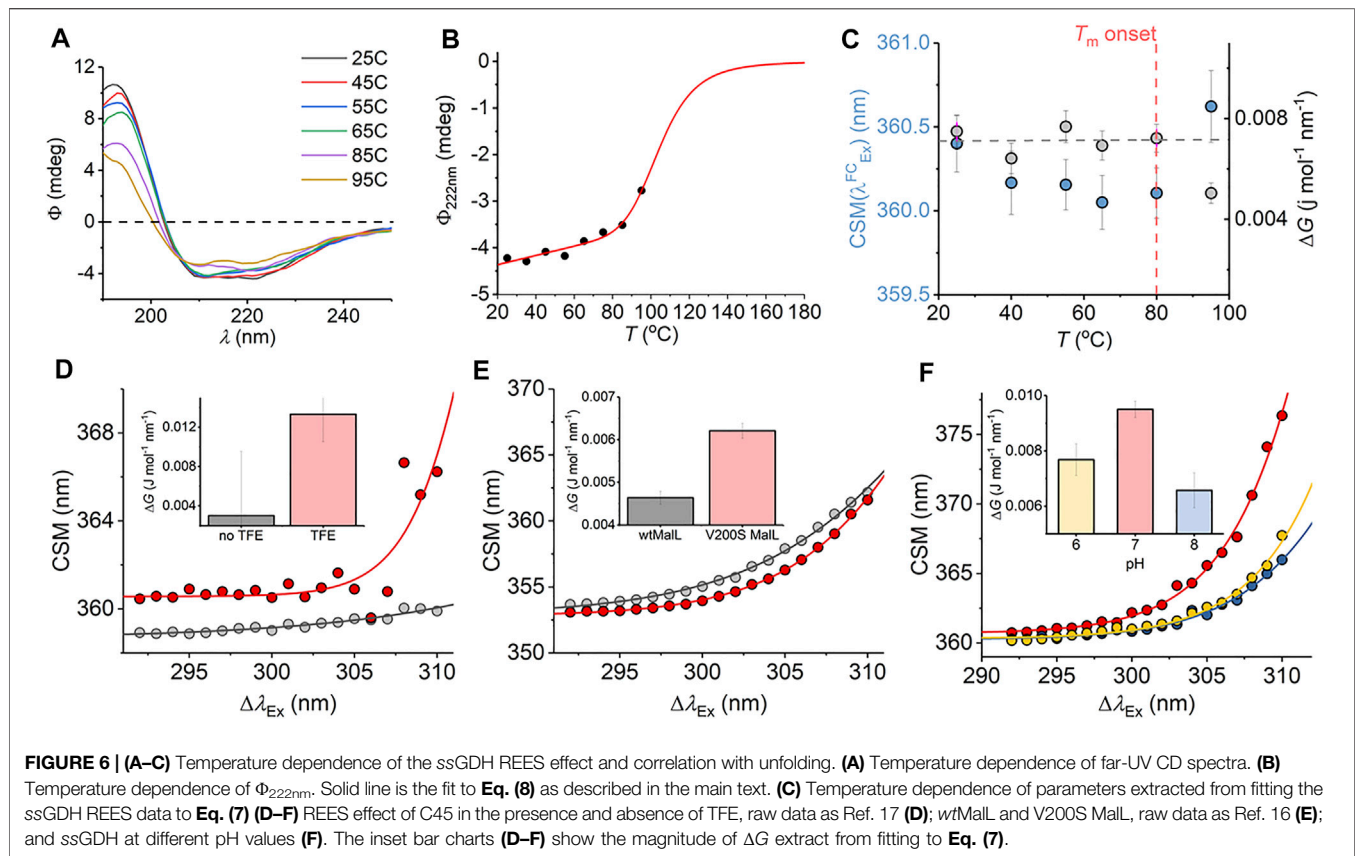 A
Φ (mdeg)
12
8
4
0
-4
200
220
240
λ (nm)
25C
45C
55C
65C
85C
95C
B
Φ222nm (mdeg)
0
-1
-2
-3
-4
-5
20 40 60 80 100 120 140 160 180
T (ºC)
C
Tm onset
CSM(λFCEx) (nm)
361.0
360.5
360.0
359.5
20 40 60 80 100
T (ºC)
0.008
0.004
ΔG (j mol-1 nm-1)
D
CSM (nm)
368
364
360
295 300 305 310
ΔλEx (nm)
ΔG (J mol-1 nm-1)
0.012
0.008
0.004
no TFE TFE
E
CSM (nm)
370
365
360
355
350
295 300 305 310
ΔλEx (nm)
ΔG (J mol-1 nm-1)
0.007
0.006
0.005
0.004
wtMalL V200S MalL
F
CSM (nm)
375
370
365
360
290 295 300 305 310
ΔλEx (nm)
ΔG (J mol-1 nm-1)
0.010
0.008
0.006
6 7 8
pH
FIGURE 6 | (A–C) Temperature dependence of the ssGDH REES effect and correlation with unfolding. (A) Temperature dependence of far-UV CD spectra. (B)
Temperature dependence of Φ222nm. Solid line is the fit to Eq. (8) as described in the main text. (C) Temperature dependence of parameters extracted from fitting the
ssGDH REES data to Eq. (7) (D–F) REES effect of C45 in the presence and absence of TFE, raw data as Ref. 17 (D); wtMalL and V200S MalL, raw data as Ref. 16 (E);
and ssGDH at different pH values (F). The inset bar charts (D–F) show the magnitude of ΔG extract from fitting to Eq. (7).